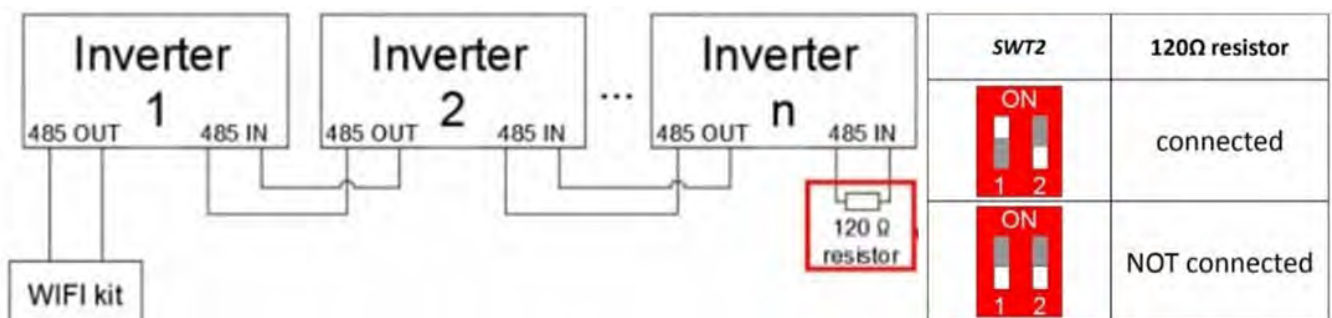 Inverter
1
485 OUT 485 IN
Inverter
2
485 OUT 485 IN
...
Inverter
n
485 OUT 485 IN
120 Ω
resistor
WIFI kit
SWT2 120Ω resistor
ON
1 2
connected
ON
1 2
NOT connected